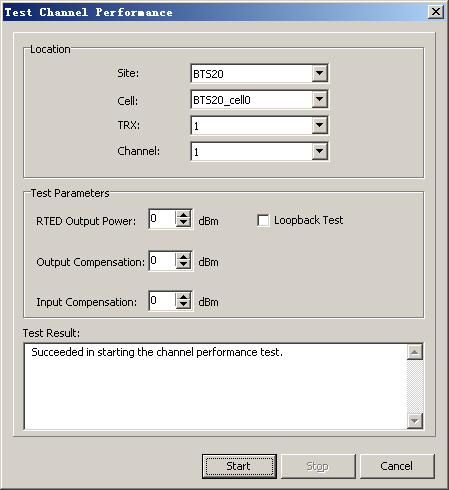 Test Channel Performance
Location
Site: BTS20
Cell: BTS20_cell0
TRX: 1
Channel: 1
Test Parameters
RTED Output Power: 0 dBm Loopback Test
Output Compensation: 0 dBm
Input Compensation: 0 dBm
Test Result:
Succeeded in starting the channel performance test.
Start Stop Cancel